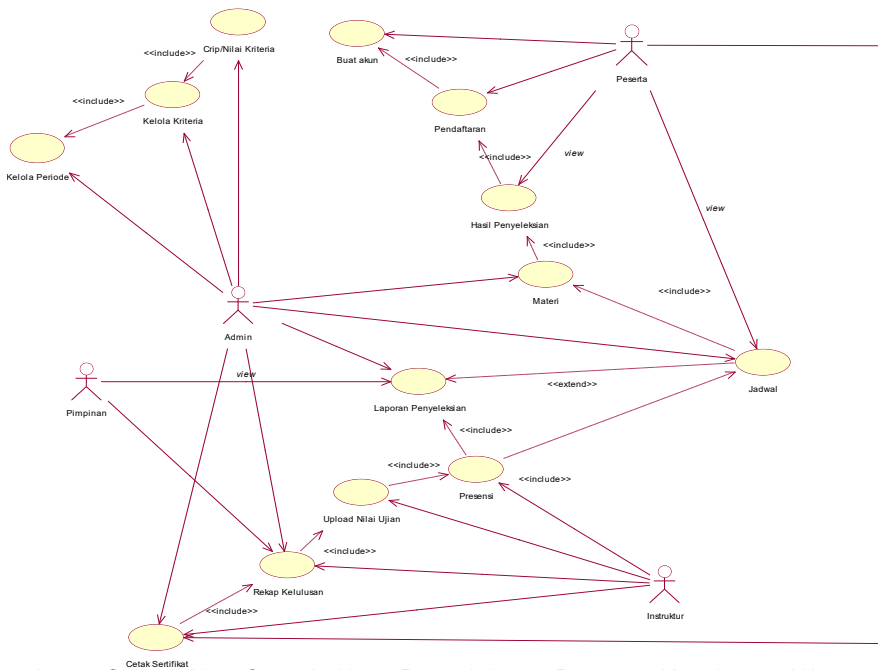 Crip/Nilai Kriteria
<<include>>
Buat akun
<<include>>
Peserta
<<include>>
Kelola Kriteria
Pendaftaran
Kelola Periode
<<include>>
view
view
Hasil Penyeleksian
<<include>>
Materi
<<include>>
Admin
view
Pimpinan
Laporan Penyeleksian
<<extend>>
Jadwal
<<include>>
<<include>>
Presensi
<<include>>
Upload Nilai Ujian
<<include>>
Rekap Kelulusan
<<include>>
Instruktur
Cetak Sertifikat